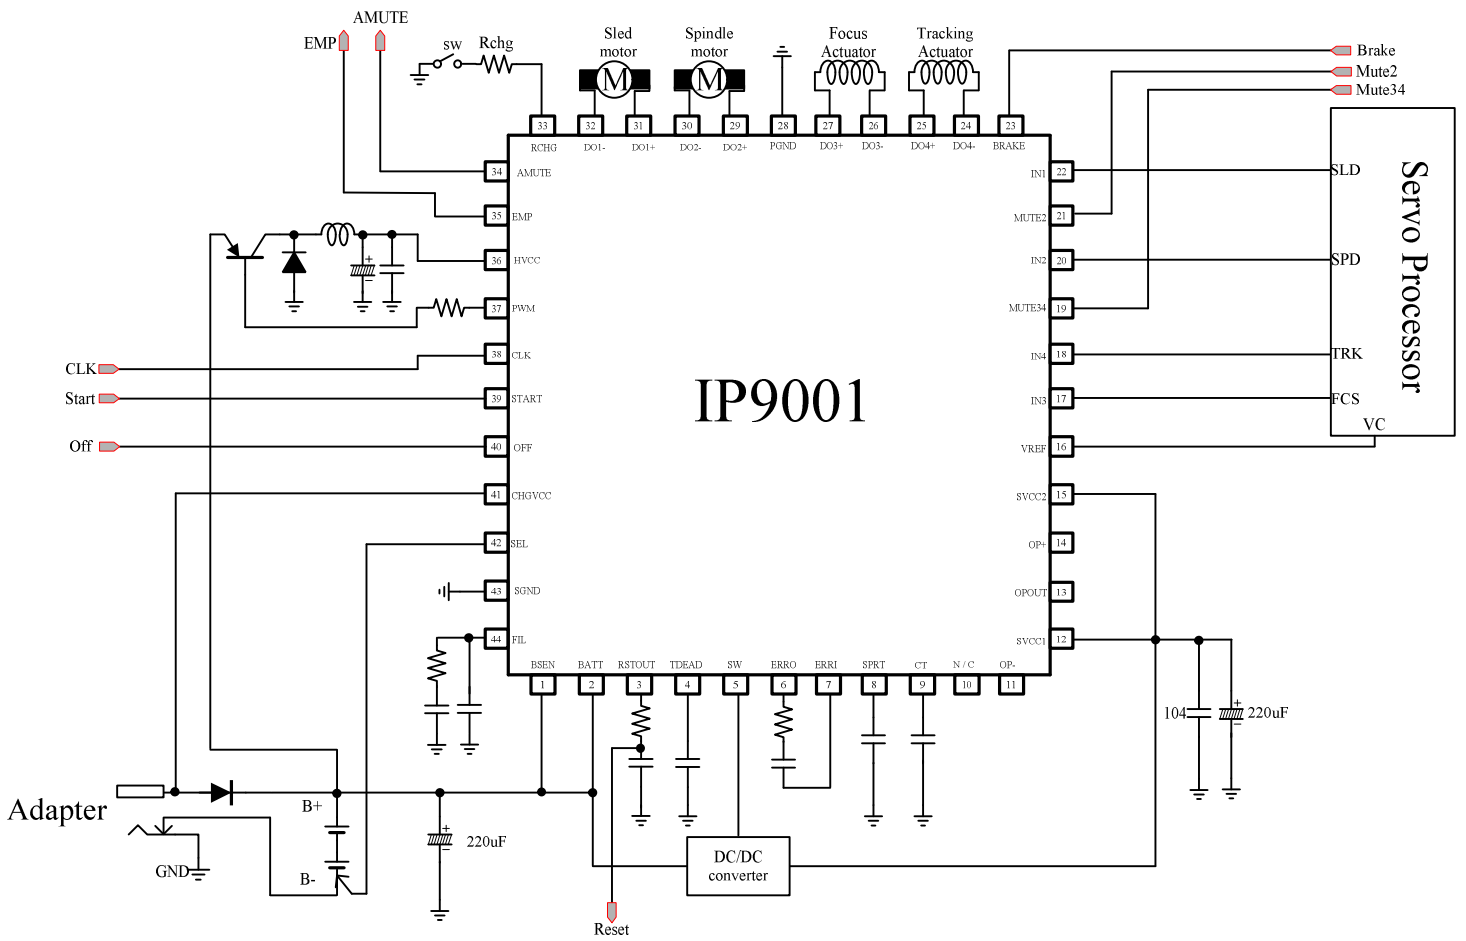 AMUTE
EMP
SW
Rchg
Sled
motor
M
Spindle
motor
M
Focus
Actuator
Tracking
Actuator
Brake
Mute2
Mute34
33
32
31
30
29
28
27
26
25
24
23
RCHG
DO1-
DO1+
DO2-
DO2+
PGND
DO3+
DO3-
DO4+
DO4-
BRAKE
34
AMUTE
35
EMP
36
HVCC
37
PWM
38
CLK
39
START
40
OFF
41
CHGVCC
42
SEL
43
SGND
44
FIL
IN1
22
MUTE2
21
IN2
20
MUTE34
19
IN4
18
IN3
17
VREF
16
SVCC2
15
OP+
14
OPOUT
13
SVCC1
12
SLD
SPD
TRK
FCS
VC
Servo Processor
CLK
Start
Off
IP9001
BSEN
BATT
RSTOUT
TDEAD
SW
ERRO
ERRI
SPRT
CT
N / C
OP-
1
2
3
4
5
6
7
8
9
10
11
+
−
104
+
−
220uF
Adapter
GND
B+
B-
+
−
220uF
DC/DC
converter
Reset